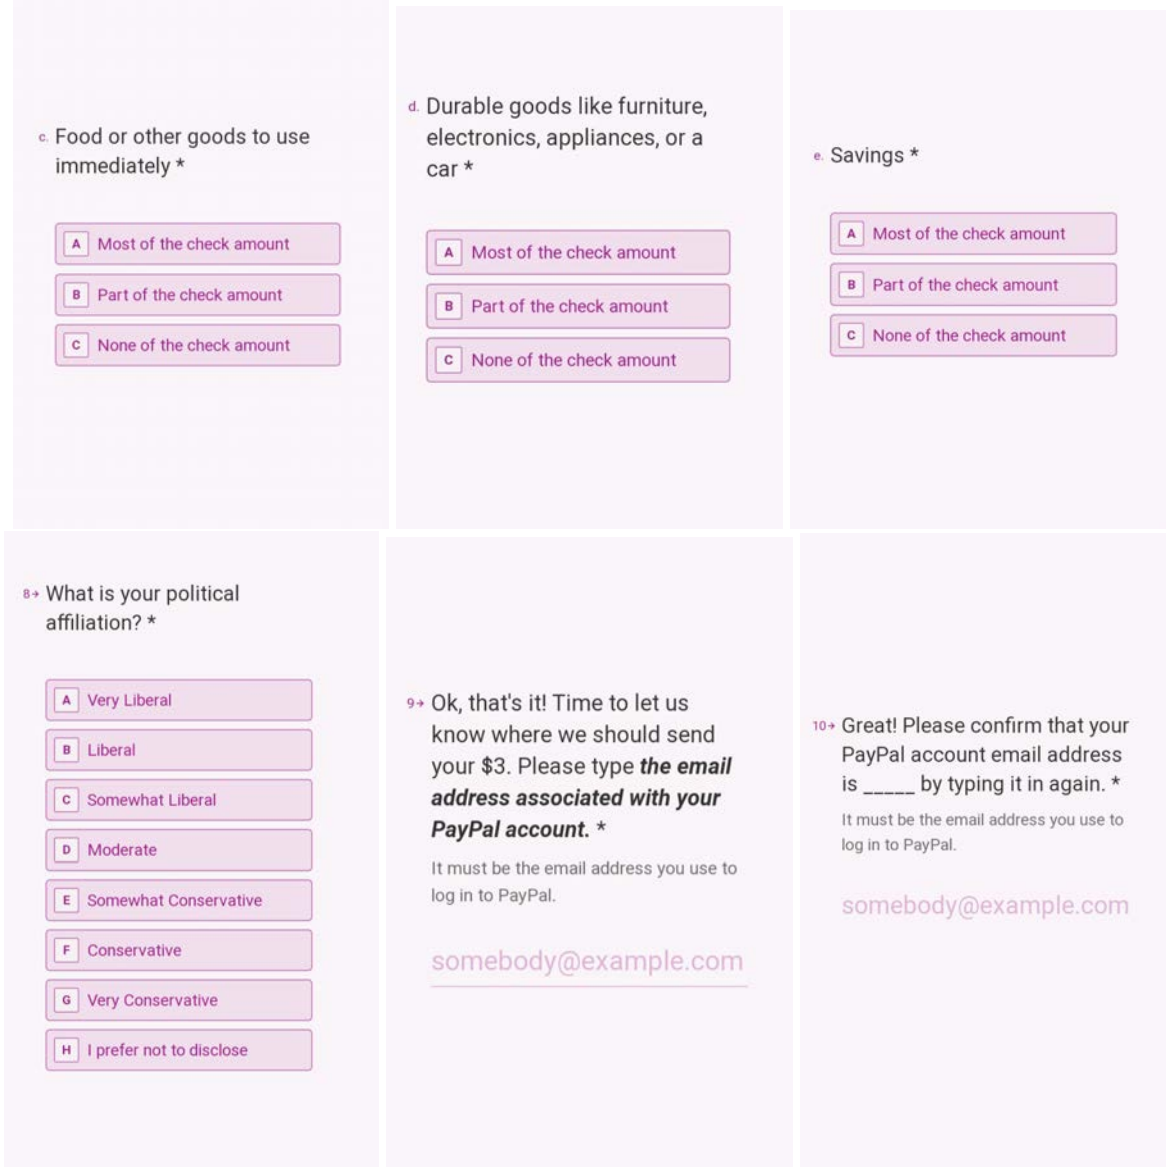 c. Food or other goods to use
immediately *
A Most of the check amount
B Part of the check amount
C None of the check amount
d. Durable goods like furniture,
electronics, appliances, or a
car *
A Most of the check amount
B Part of the check amount
C None of the check amount
e. Savings *
A Most of the check amount
B Part of the check amount
C None of the check amount
8→ What is your political
affiliation? *
A Very Liberal
B Liberal
C Somewhat Liberal
D Moderate
E Somewhat Conservative
F Conservative
G Very Conservative
H I prefer not to disclose
9→ Ok, that's it! Time to let us
know where we should send
your $3. Please type the email
address associated with your
PayPal account. *
It must be the email address you use to
log in to PayPal.
somebody@example.com
10→ Great! Please confirm that your
PayPal account email address
is _____ by typing it in again. *
It must be the email address you use to
log in to PayPal.
somebody@example.com